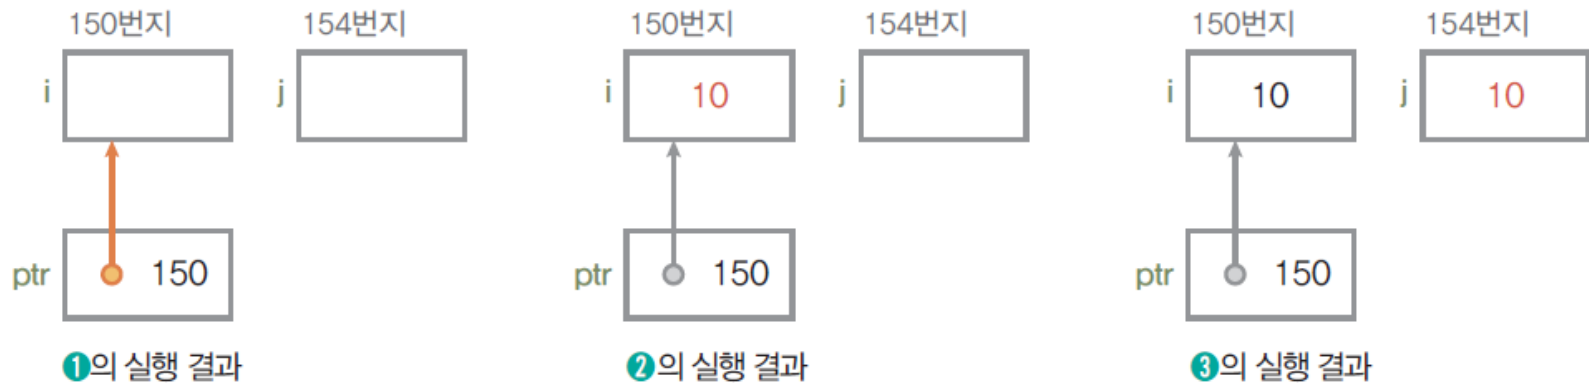 150번지 154번지 150번지 154번지 150번지 154번지
i j i 10 j i 10 j 10
ptr 150 ptr 150 ptr 150
❶의 실행 결과 ❷의 실행 결과 ❸의 실행 결과